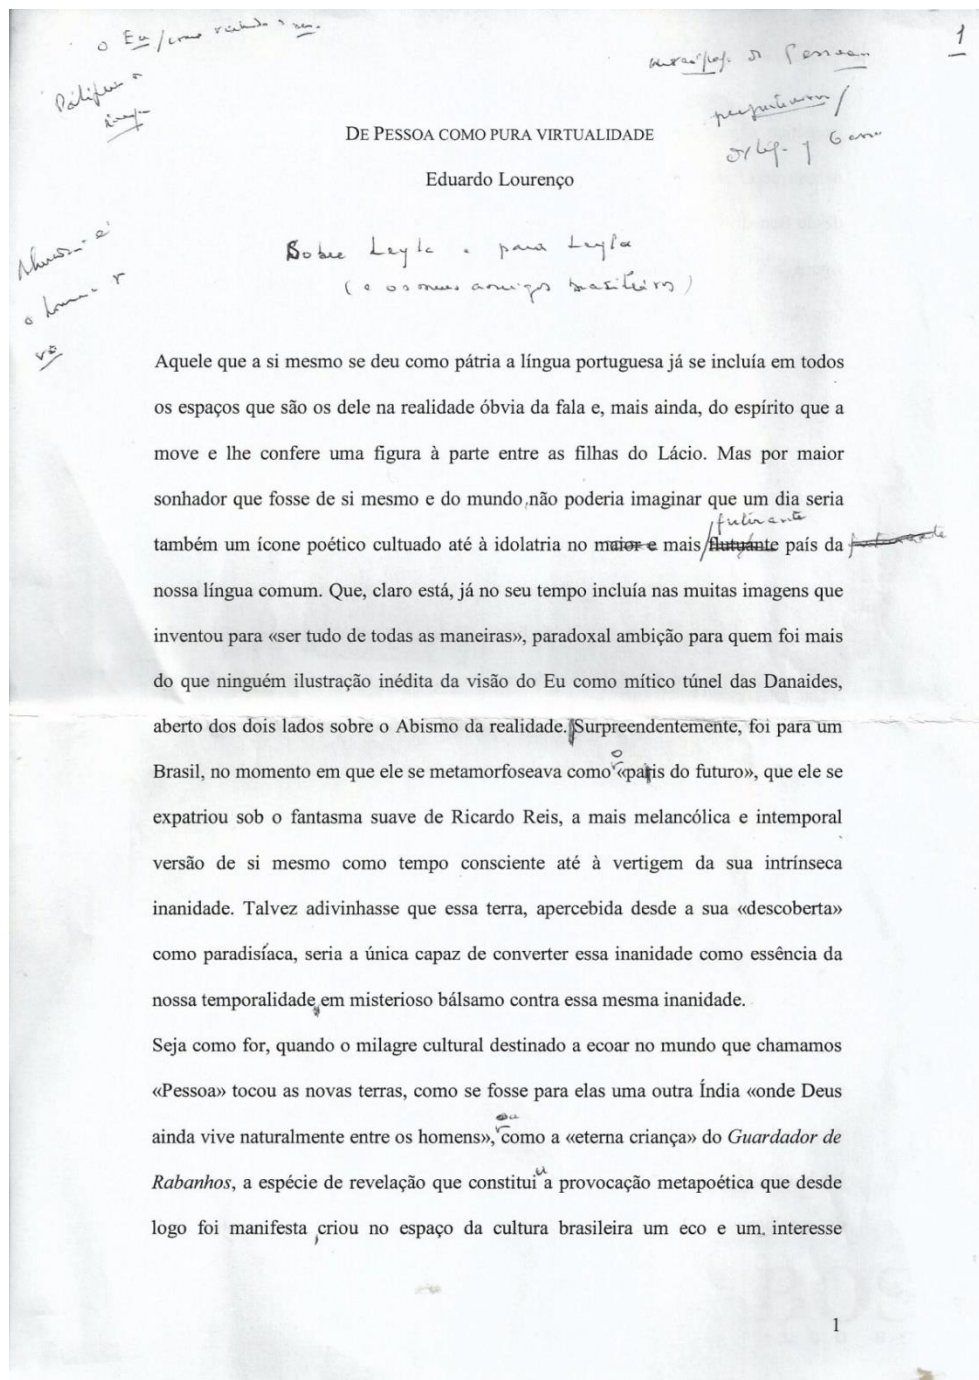 o Eu / como
1
de Pessoa
DE PESSOA COMO PURA VIRTUALIDADE
Eduardo Lourenço
Sobre Leyla e para Leyla
(e os meus amigos brasileiros)
Aquele que a si mesmo se deu como pátria a língua portuguesa já se incluía em todos
os espaços que são os dele na realidade óbvia da fala e, mais ainda, do espírito que a
move e lhe confere uma figura à parte entre as filhas do Lácio. Mas por maior
sonhador que fosse de si mesmo e do mundo, não poderia imaginar que um dia seria
futurante
também um ícone poético cultuado até à idolatria no maior e mais flutuante país da
nossa língua comum. Que, claro está, já no seu tempo incluía nas muitas imagens que
inventou para «ser tudo de todas as maneiras», paradoxal ambição para quem foi mais
do que ninguém ilustração inédita da visão do Eu como mítico túnel das Danaides,
aberto dos dois lados sobre o Abismo da realidade. Surpreendentemente, foi para um
o
Brasil, no momento em que ele se metamorfoseava como «país do futuro», que ele se
expatriou sob o fantasma suave de Ricardo Reis, a mais melancólica e intemporal
versão de si mesmo como tempo consciente até à vertigem da sua intrínseca
inanidade. Talvez adivinhasse que essa terra, apercebida desde a sua «descoberta»
como paradisíaca, seria a única capaz de converter essa inanidade como essência da
nossa temporalidade, em misterioso bálsamo contra essa mesma inanidade.
Seja como for, quando o milagre cultural destinado a ecoar no mundo que chamamos
«Pessoa» tocou as novas terras, como se fosse para elas uma outra Índia «onde Deus
ou
ainda vive naturalmente entre os homens», como a «eterna criança» do Guardador de
u
Rabanhos, a espécie de revelação que constitui a provocação metapoética que desde
logo foi manifesta, criou no espaço da cultura brasileira um eco e um interesse
1